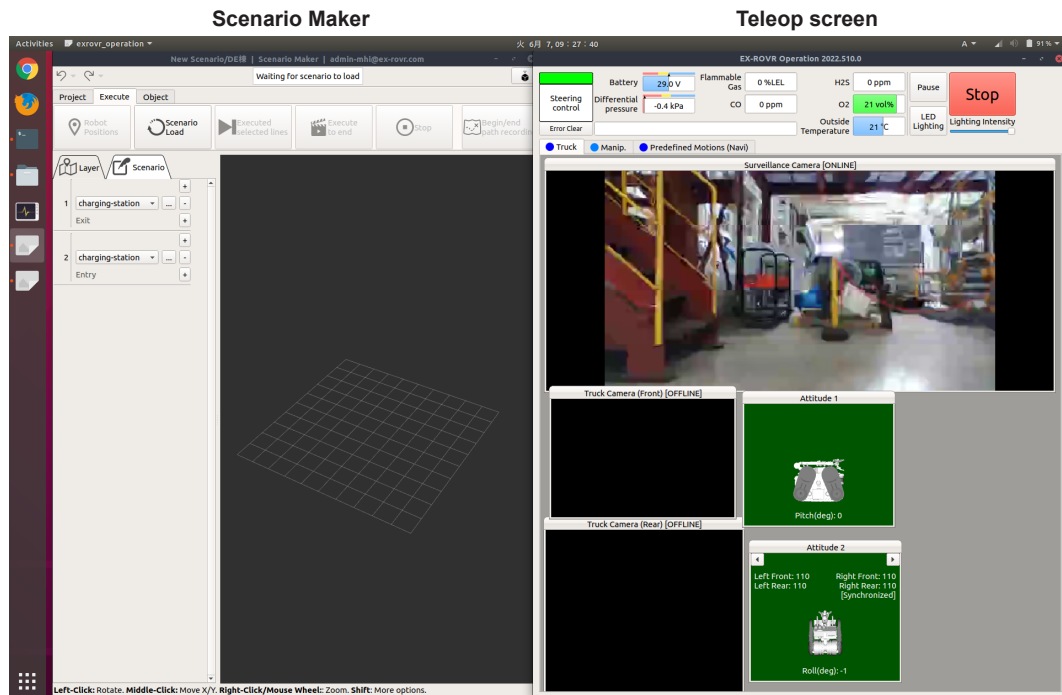 Scenario Maker
Teleop screen
Activities
exrovr_operation
火 6月 7, 09：27：40
A
91 %
New Scenario/DE様 | Scenario Maker | admin-mhi@ex-rovr.com
Waiting for scenario to load
Project
Execute
Object
Robot
Positions
Scenario
Load
Executed
selected lines
Execute
to end
Stop
Begin/end
path recordin
Layer
Scenario
+
1
charging-station
...
-
Exit
+
+
2
charging-station
...
-
Entry
+
Left-Click: Rotate. Middle-Click: Move X/Y. Right-Click/Mouse Wheel:: Zoom. Shift: More options.
EX-ROVR Operation 2022.510.0
Steering
control
Error Clear
Battery
29.0 V
Differential
pressure
-0.4 kPa
Flammable
Gas
0 %LEL
CO
0 ppm
H2S
0 ppm
O2
21 vol%
Outside
Temperature
21 °C
Pause
LED
Lighting
Stop
Lighting Intensity
Truck
Manip.
Predefined Motions (Navi)
Surveillance Camera [ONLINE]
Truck Camera (Front) [OFFLINE]
Attitude 1
Pitch(deg): 0
Truck Camera (Rear) [OFFLINE]
Attitude 2
Left Front: 110
Left Rear: 110
Right Front: 110
Right Rear: 110
[Synchronized]
Roll(deg): -1